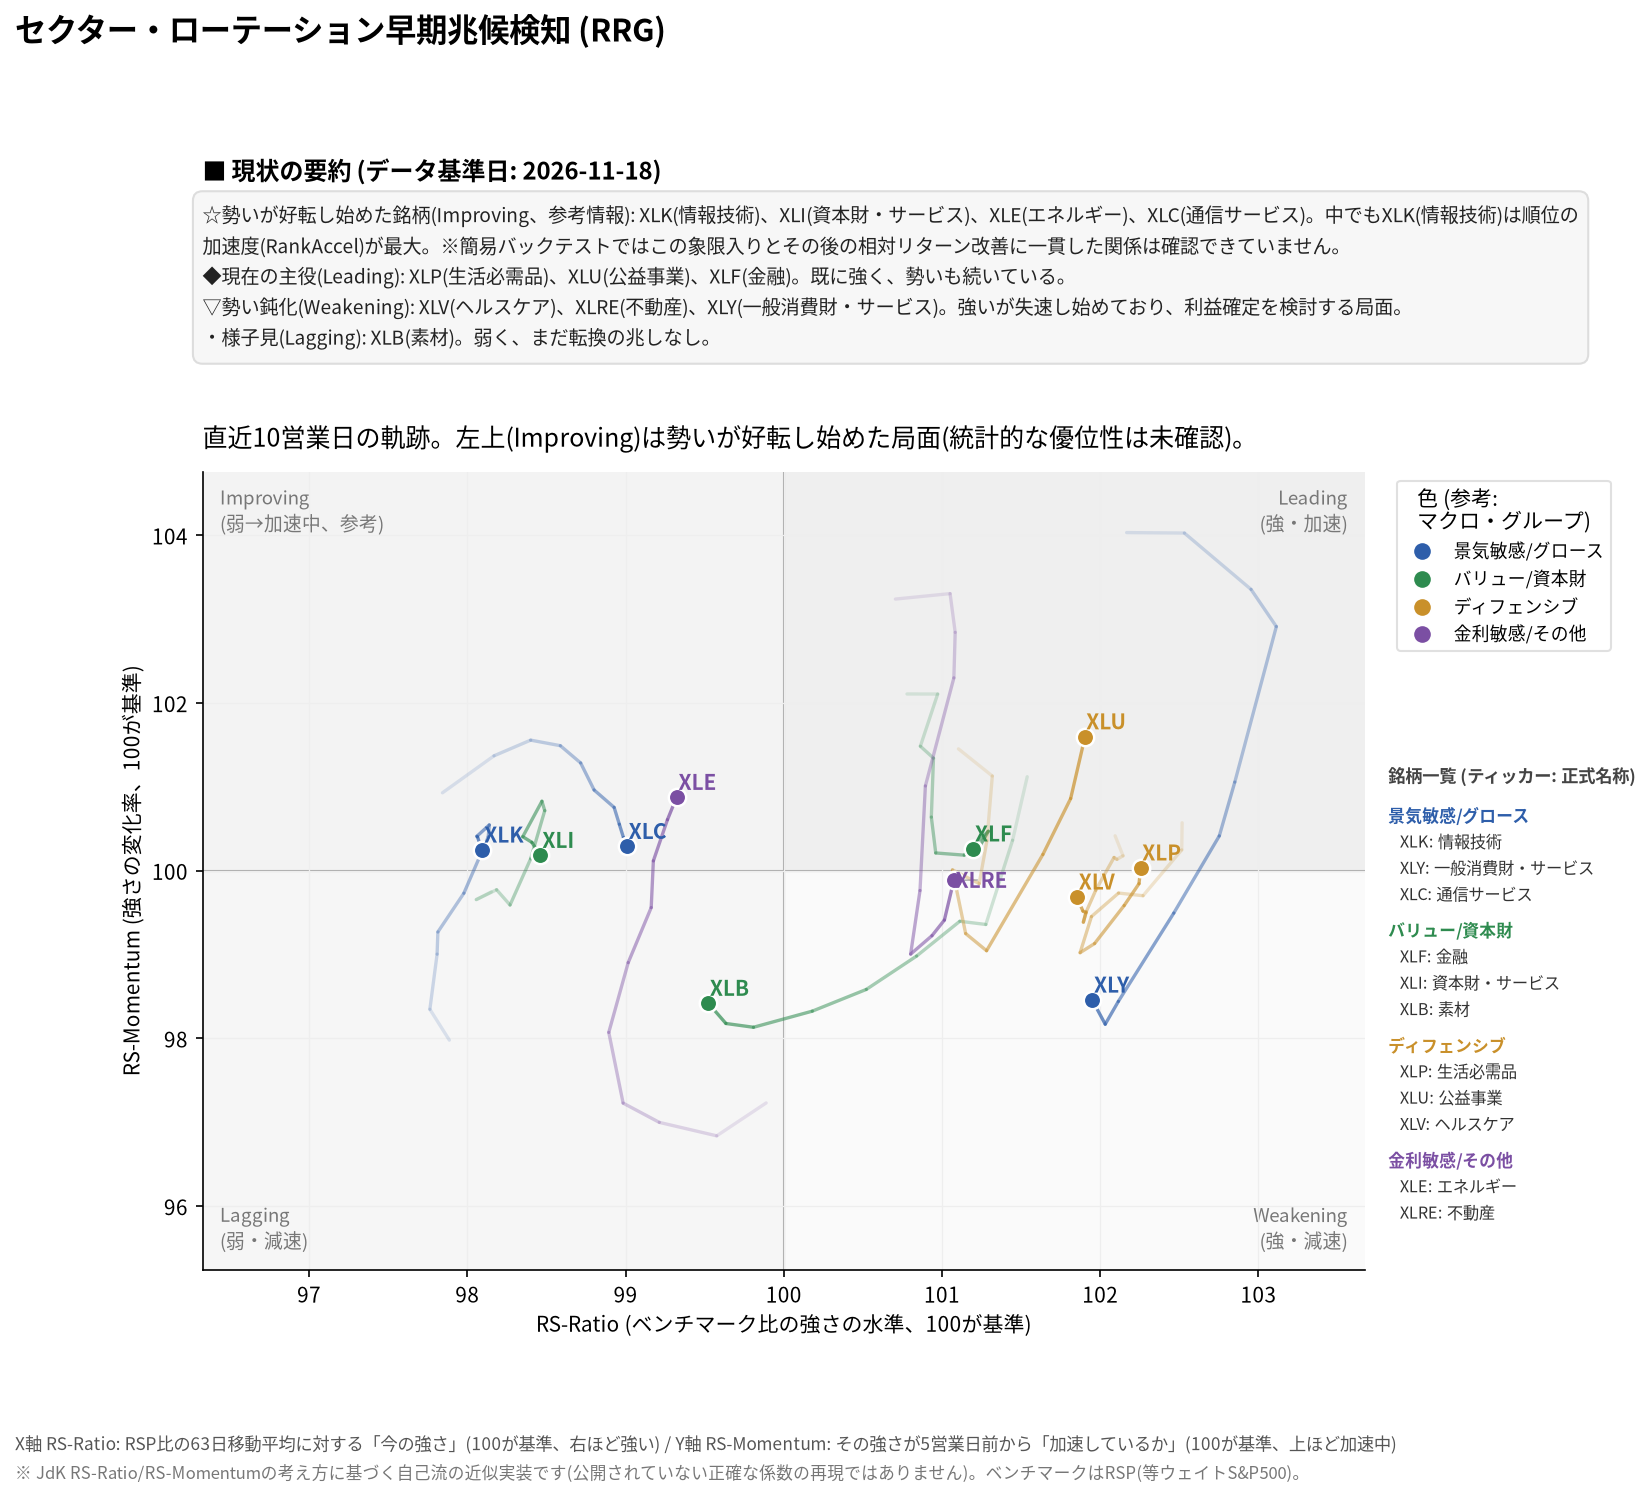 セクター・ローテーション早期兆候検知 (RRG)
■ 現状の要約 (データ基準日: 2026-11-18)
☆勢いが好転し始めた銘柄(Improving、参考情報): XLK(情報技術)、XLI(資本財・サービス)、XLE(エネルギー)、XLC(通信サービス)。中でもXLK(情報技術)は順位の
加速度(RankAccel)が最大。※簡易バックテストではこの象限入りとその後の相対リターン改善に一貫した関係は確認できていません。
◆現在の主役(Leading): XLP(生活必需品)、XLU(公益事業)、XLF(金融)。既に強く、勢いも続いている。
▽勢い鈍化(Weakening): XLV(ヘルスケア)、XLRE(不動産)、XLY(一般消費財・サービス)。強いが失速し始めており、利益確定を検討する局面。
・様子見(Lagging): XLB(素材)。弱く、まだ転換の兆しなし。
直近10営業日の軌跡。左上(Improving)は勢いが好転し始めた局面(統計的な優位性は未確認)。
Improving
(弱→加速中、参考)
Leading
(強・加速)
Lagging
(弱・減速)
Weakening
(強・減速)
XLU
XLE
XLK
XLI
XLC
XLF
XLP
XLRE
XLV
XLB
XLY
104
102
100
98
96
RS-Momentum (強さの変化率、100が基準)
97
98
99
100
101
102
103
RS-Ratio (ベンチマーク比の強さの水準、100が基準)
色 (参考:
マクロ・グループ)
景気敏感/グロース
バリュー/資本財
ディフェンシブ
金利敏感/その他
銘柄一覧 (ティッカー: 正式名称)
景気敏感/グロース
XLK: 情報技術
XLY: 一般消費財・サービス
XLC: 通信サービス
バリュー/資本財
XLF: 金融
XLI: 資本財・サービス
XLB: 素材
ディフェンシブ
XLP: 生活必需品
XLU: 公益事業
XLV: ヘルスケア
金利敏感/その他
XLE: エネルギー
XLRE: 不動産
X軸 RS-Ratio: RSP比の63日移動平均に対する「今の強さ」(100が基準、右ほど強い) / Y軸 RS-Momentum: その強さが5営業日前から「加速しているか」(100が基準、上ほど加速中)
※ JdK RS-Ratio/RS-Momentumの考え方に基づく自己流の近似実装です(公開されていない正確な係数の再現ではありません)。ベンチマークはRSP(等ウェイトS&P500)。